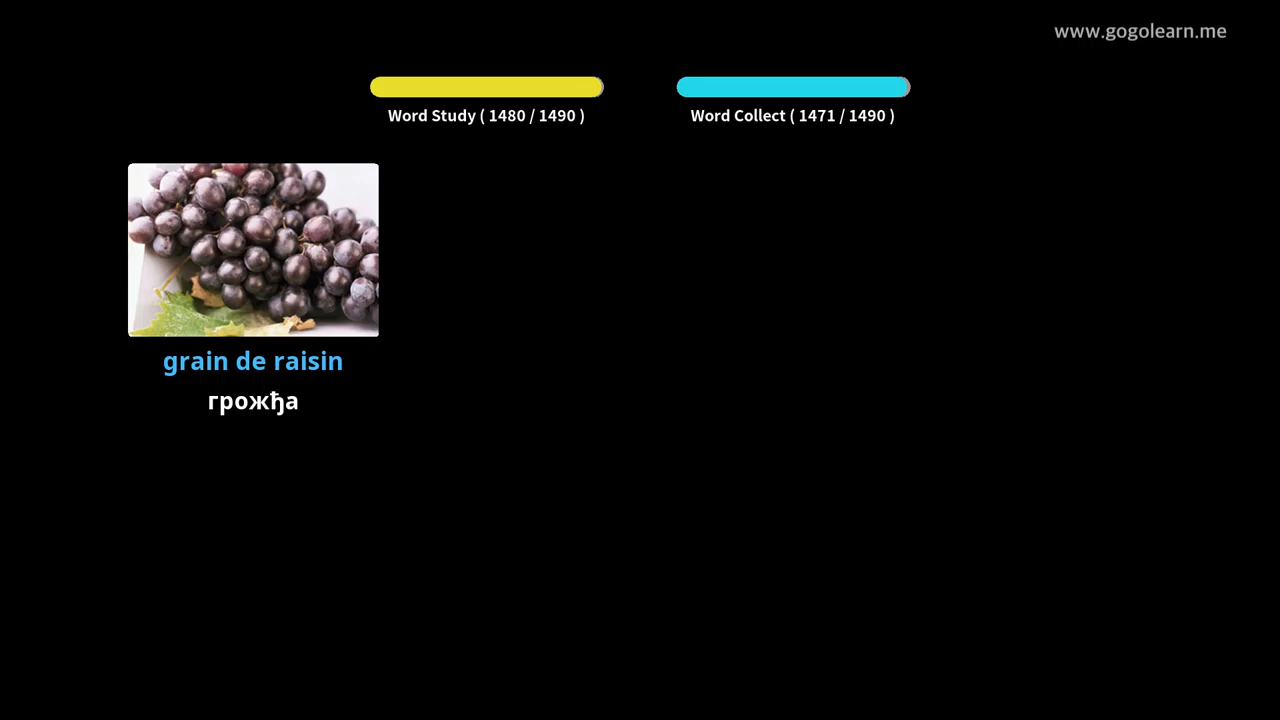 www.gogolearn.me
Word Study ( 1480 / 1490 )
Word Collect ( 1471 / 1490 )
grain de raisin
грожђа